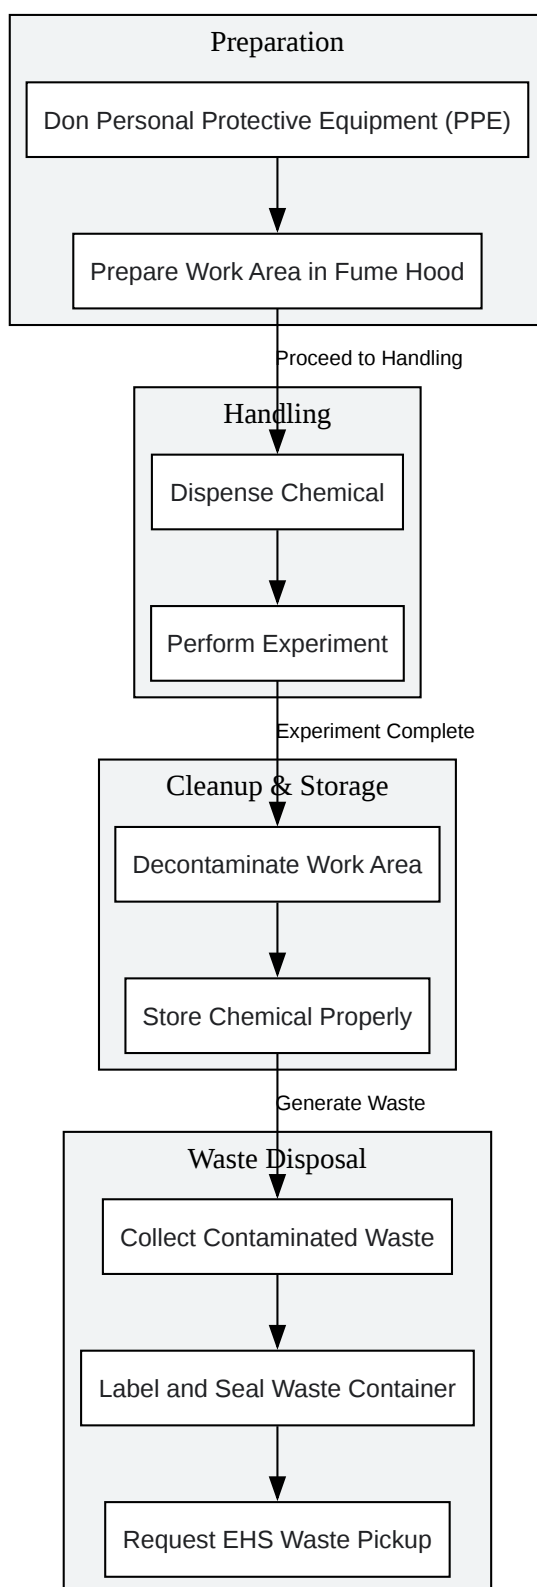 Preparation
Don Personal Protective Equipment (PPE)
Prepare Work Area in Fume Hood
Proceed to Handling
Handling
Dispense Chemical
Perform Experiment
Experiment Complete
Cleanup & Storage
Decontaminate Work Area
Store Chemical Properly
Generate Waste
Waste Disposal
Collect Contaminated Waste
Label and Seal Waste Container
Request EHS Waste Pickup